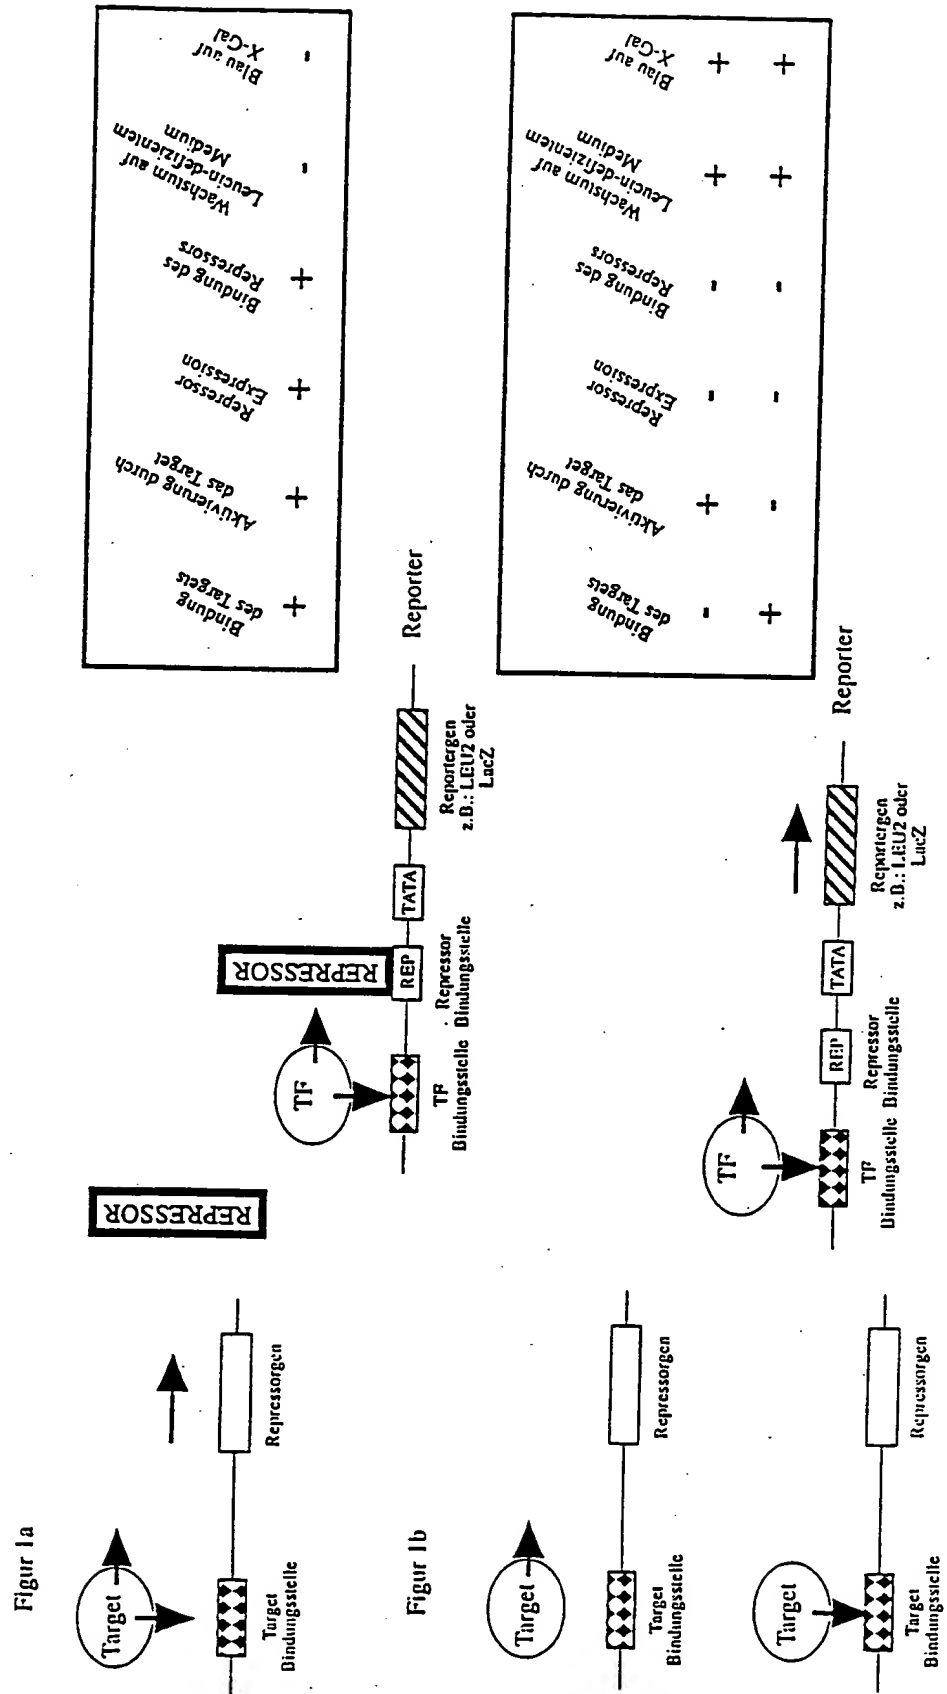 Figur 1a
Target
Target
Bindungsstelle
Repressorgen
REPRESSOR
TF
REPRESSOR
REP
TATA
TF
Bindungsstelle
Repressor
Bindungsstelle
Reportergen
z.B.: LEU2 oder
LacZ
Reporter
Bindung
des Targets
Aktivierung durch
das Target
Repressor
Expression
Bindung des
Repressors
Wachstum auf
Leucin-defizientem
Medium
Blau auf
X-Gal
+ + + + - -
Figur 1b
Target
Target
Bindungsstelle
Repressorgen
Target
Target
Bindungsstelle
Repressorgen
TF
REP
TATA
TF
Bindungsstelle
Repressor
Bindungsstelle
Reportergen
z.B.: LEU2 oder
LacZ
Reporter
Bindung
des Targets
Aktivierung durch
das Target
Repressor
Expression
Bindung des
Repressors
Wachstum auf
Leucin-defizientem
Medium
Blau auf
X-Gal
- + - - + +
+ - - - + +